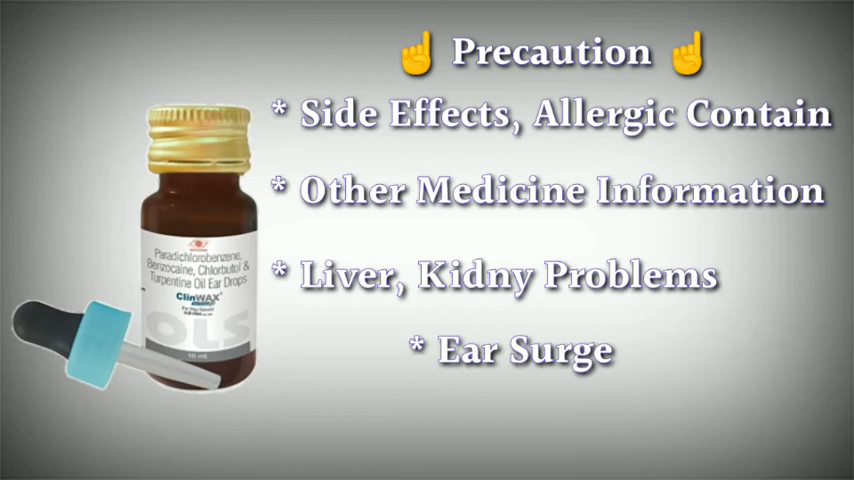 ☝ Precaution ☝
* Side Effects, Allergic Contain
* Other Medicine Information
* Liver, Kidny Problems
* Ear Surge
Paradichlorobenzene,
Benzocaine, Chlorbutol &
Turpentine Oil Ear Drops
ClinWAX
OLS
10 ml